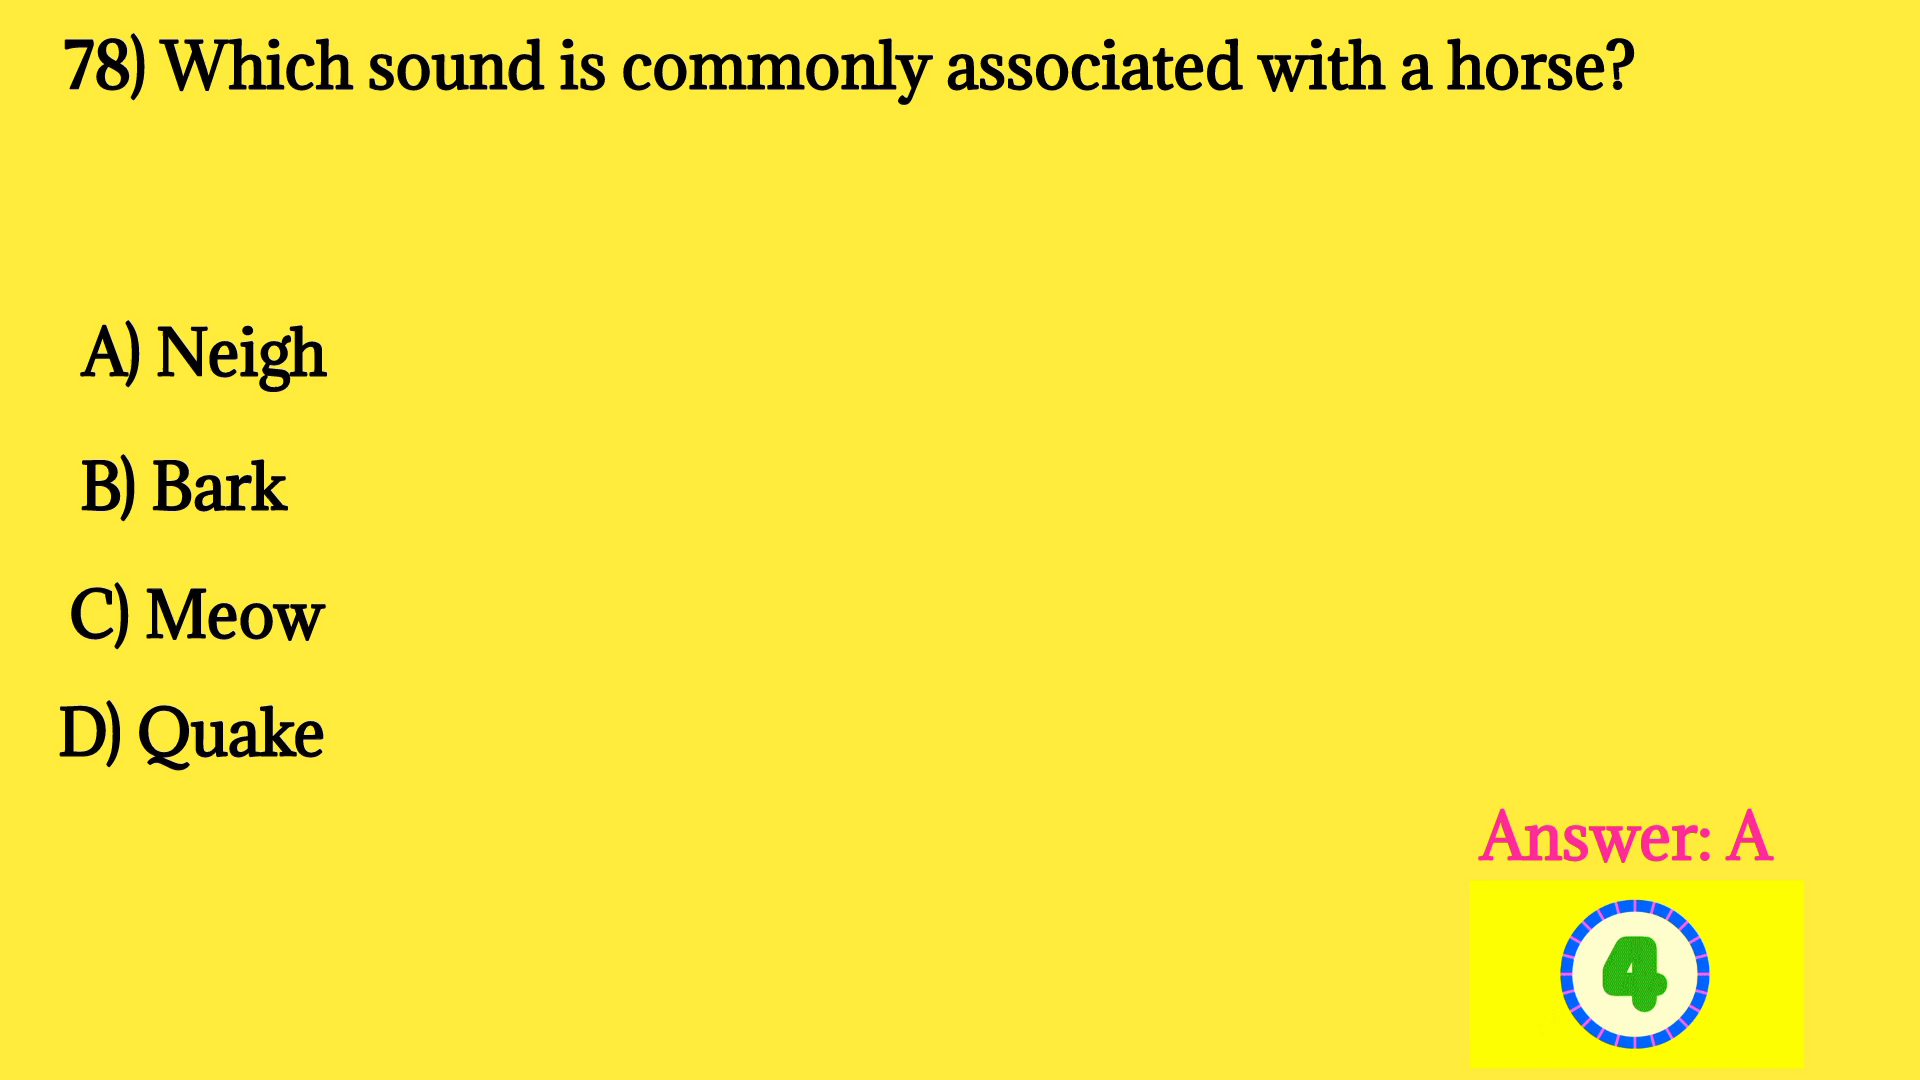 78) Which sound is commonly associated with a horse?
A) Neigh
B) Bark
C) Meow
D) Quake
Answer: A
4